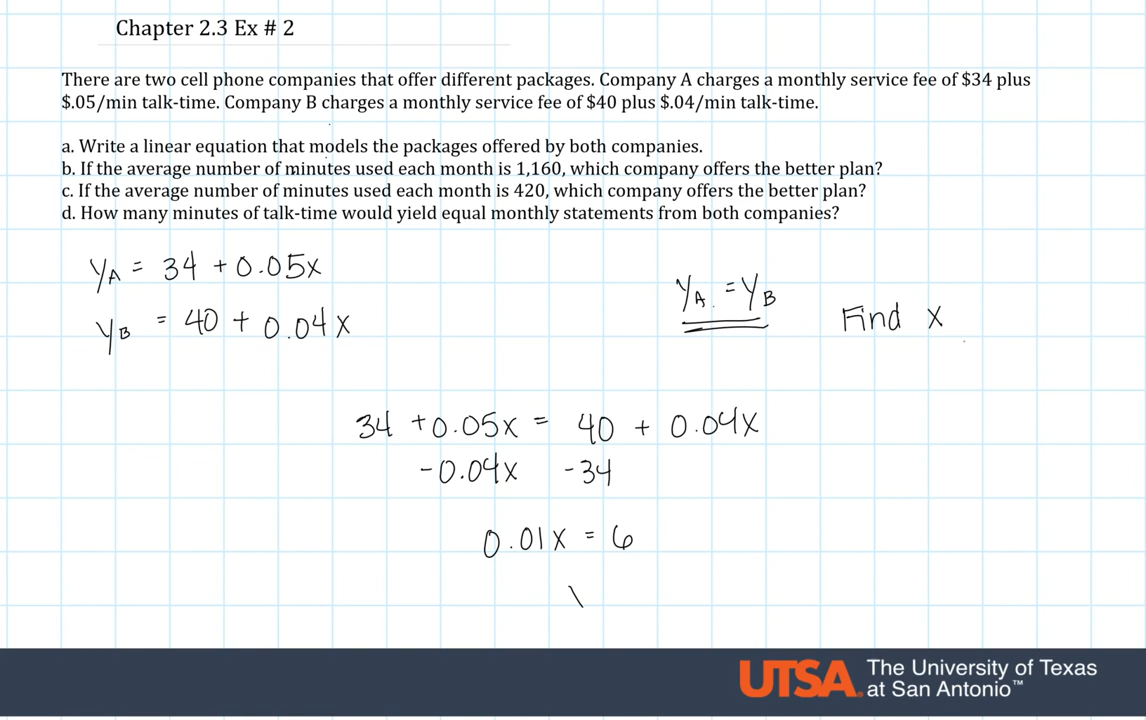 Chapter 2.3 Ex # 2
There are two cell phone companies that offer different packages. Company A charges a monthly service fee of $34 plus
$.05/min talk-time. Company B charges a monthly service fee of $40 plus $.04/min talk-time.
a. Write a linear equation that models the packages offered by both companies.
b. If the average number of minutes used each month is 1,160, which company offers the better plan?
c. If the average number of minutes used each month is 420, which company offers the better plan?
d. How many minutes of talk-time would yield equal monthly statements from both companies?
y_A = 34 + 0.05x
y_B = 40 + 0.04x
y_A = y_B
Find x
34 + 0.05x = 40 + 0.04x
-0.04x -34
0.01x = 6
UTSA. The University of Texas
at San Antonio™